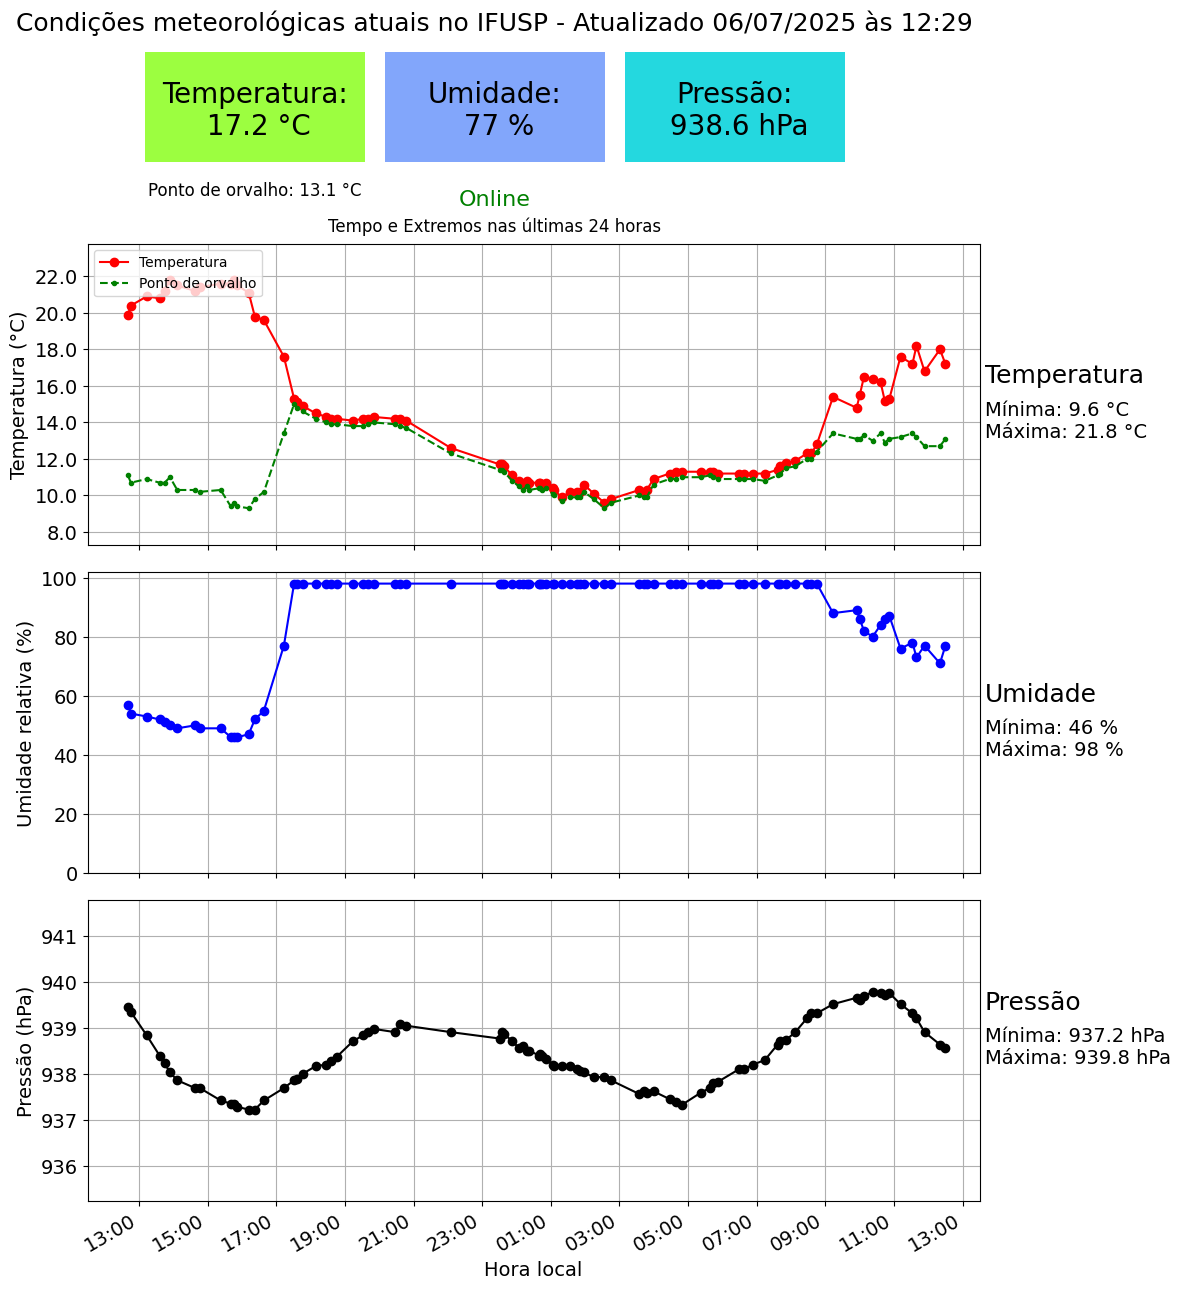 Condições meteorológicas atuais no IFUSP - Atualizado 06/07/2025 às 12:29
Temperatura:
17.2 °C
Umidade:
77 %
Pressão:
938.6 hPa
Ponto de orvalho: 13.1 °C
Online
Tempo e Extremos nas últimas 24 horas
Temperatura
Ponto de orvalho
Temperatura (°C)
22.0
20.0
18.0
16.0
14.0
12.0
10.0
8.0
Temperatura
Mínima: 9.6 °C
Máxima: 21.8 °C
Umidade relativa (%)
100
80
60
40
20
0
Umidade
Mínima: 46 %
Máxima: 98 %
Pressão (hPa)
941
940
939
938
937
936
Pressão
Mínima: 937.2 hPa
Máxima: 939.8 hPa
13:00 15:00 17:00 19:00 21:00 23:00 01:00 03:00 05:00 07:00 09:00 11:00 13:00
Hora local